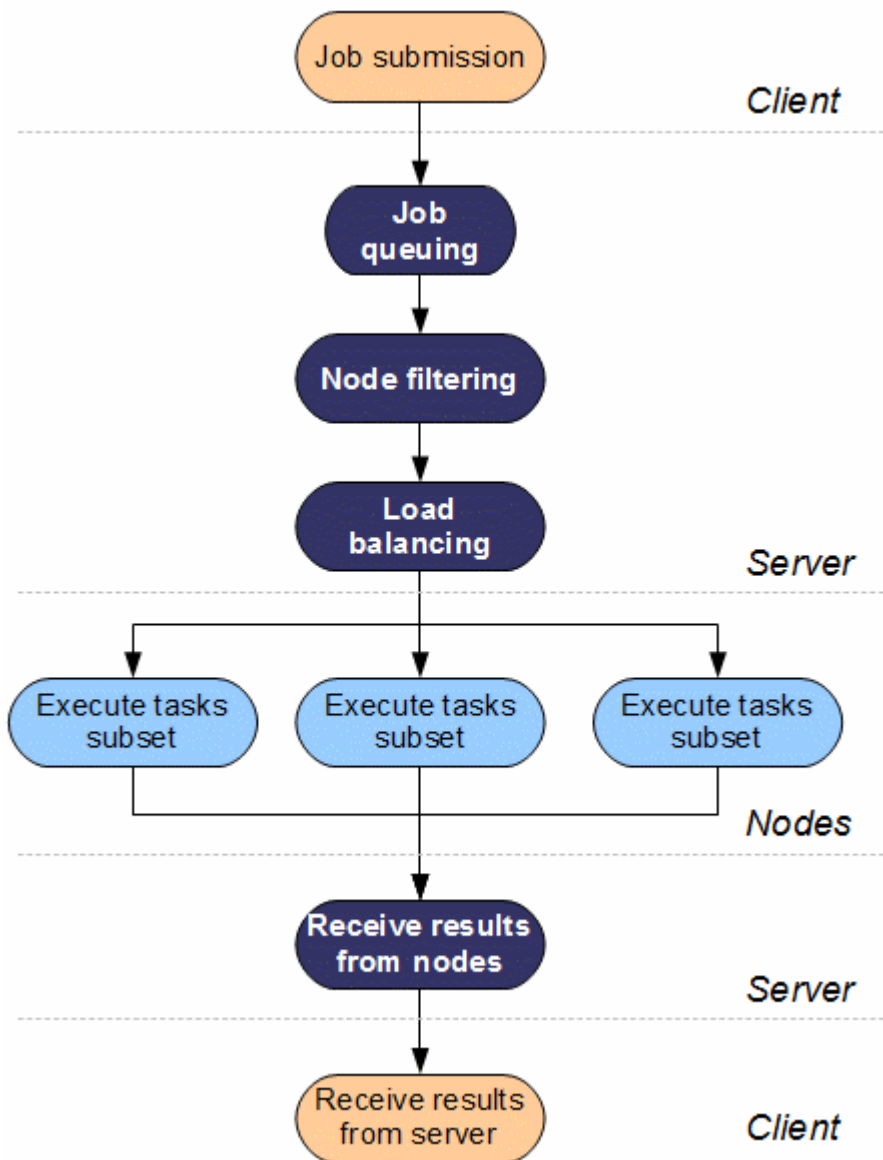 Job submission
Client
Job
queuing
Node filtering
Load
balancing
Server
Execute tasks
subset
Execute tasks
subset
Execute tasks
subset
Nodes
Receive results
from nodes
Server
Receive results
from server
Client